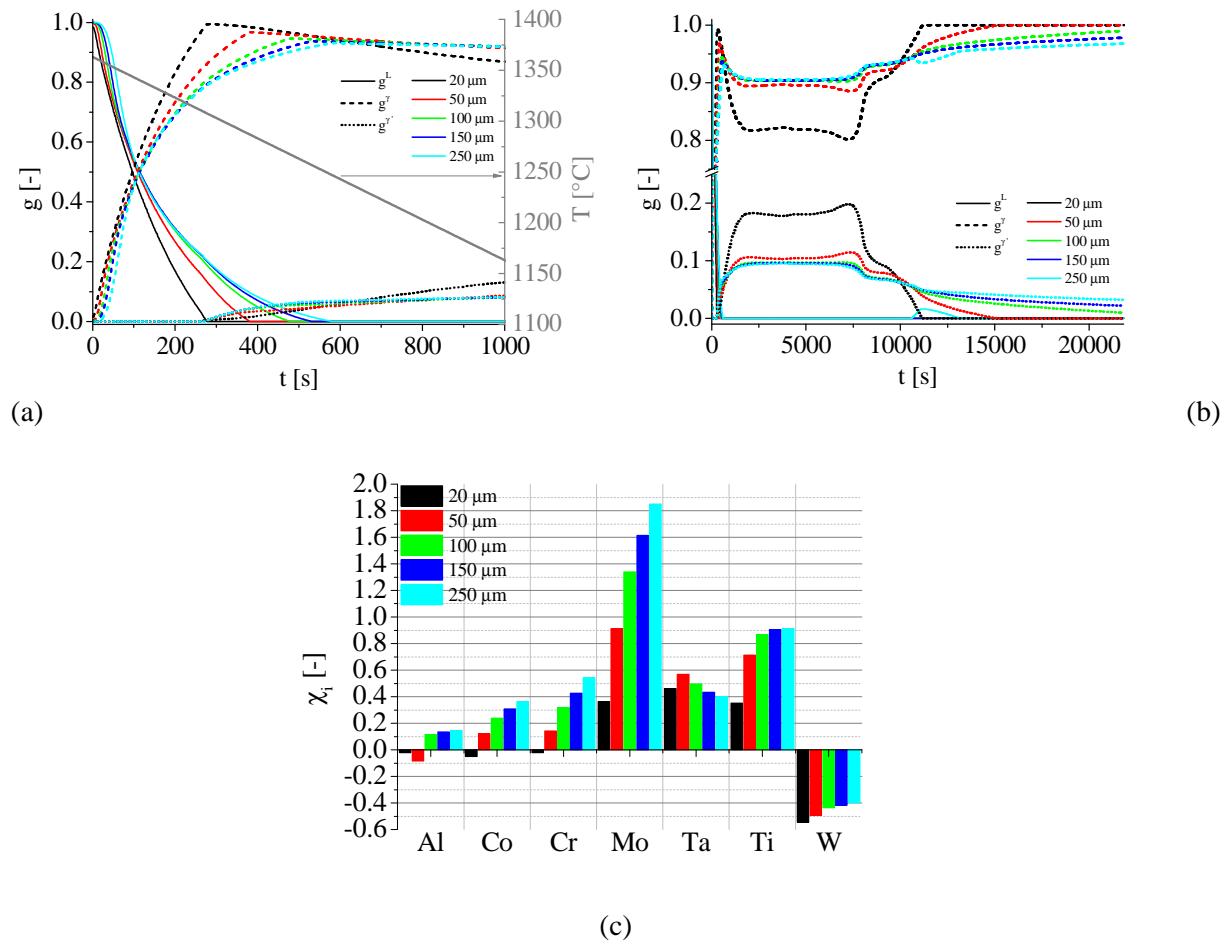 1.0
0.8
0.6
0.4
0.2
0.0
g [-]
0 200 400 600 800 1000
t [s]
1400
1350
1300
1250
1200
1150
1100
T [°C]
g^L
g^γ
g^γ'
20 µm
50 µm
100 µm
150 µm
250 µm
(a)
1.0
0.9
0.8
0.2
0.1
0.0
g [-]
0 5000 10000 15000 20000
t [s]
g^L
g^γ
g^γ'
20 µm
50 µm
100 µm
150 µm
250 µm
(b)
2.0
1.8
1.6
1.4
1.2
1.0
0.8
0.6
0.4
0.2
0.0
-0.2
-0.4
-0.6
χ_i [-]
20 µm
50 µm
100 µm
150 µm
250 µm
Al Co Cr Mo Ta Ti W
(c)